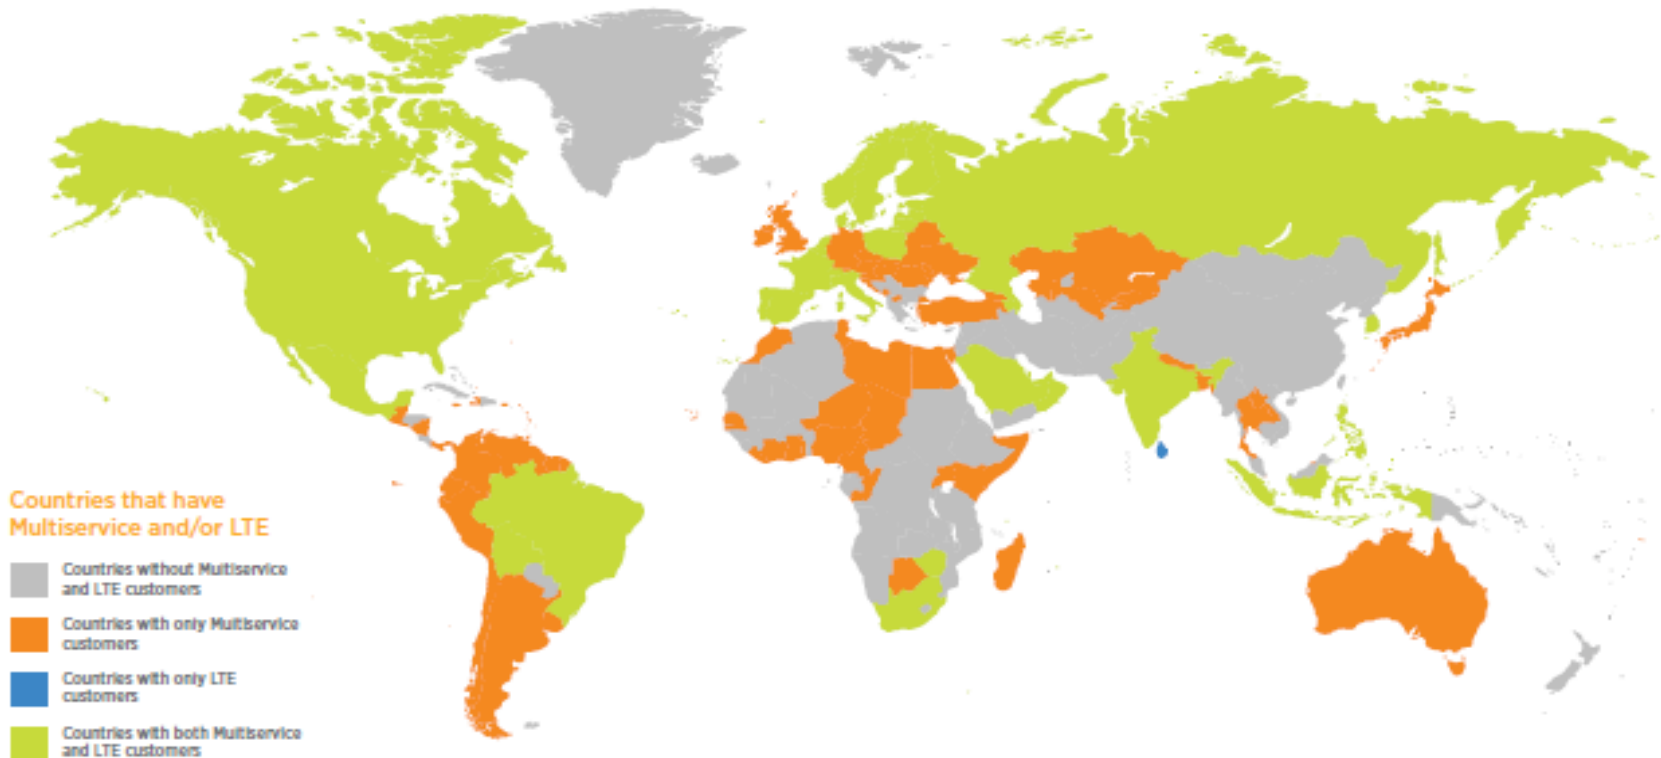 Countries that have
Multiservice and/or LTE
Countries without Multiservice
and LTE customers
Countries with only Multiservice
customers
Countries with only LTE
customers
Countries with both Multiservice
and LTE customers